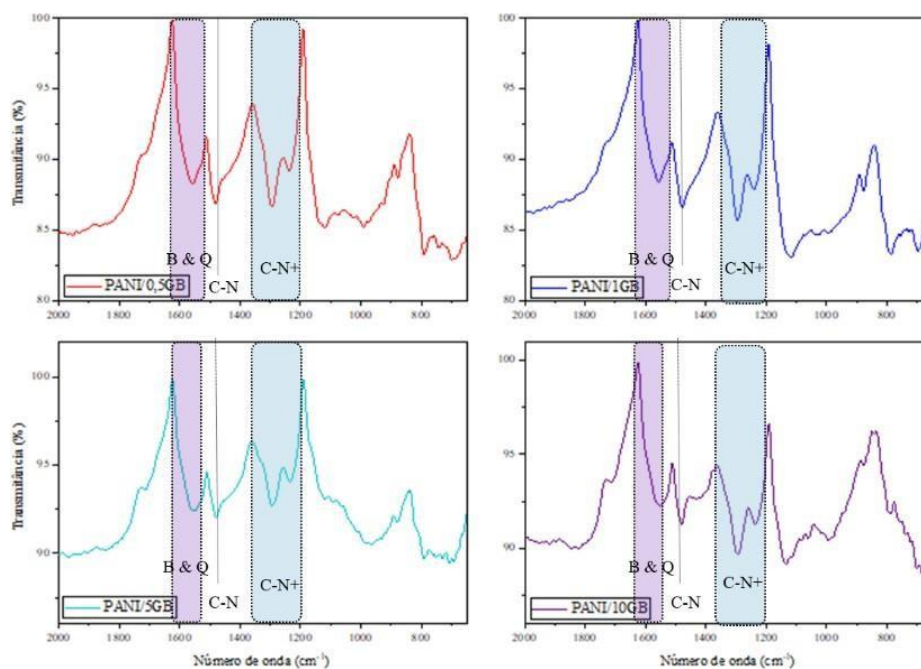 100
95
90
85
80
Transmitância (%)
B & Q
C-N
C-N+
PANI/0,5GB
2000 1800 1600 1400 1200 1000 800
100
95
90
85
80
Transmitância (%)
B & Q
C-N
C-N+
PANI/1GB
2000 1800 1600 1400 1200 1000 800
100
95
90
Transmitância (%)
B & Q
C-N
C-N+
PANI/5GB
2000 1800 1600 1400 1200 1000 800
Número de onda (cm⁻¹)
100
95
90
B & Q
C-N
C-N+
PANI/10GB
2000 1800 1600 1400 1200 1000 800
Número de onda (cm⁻¹)